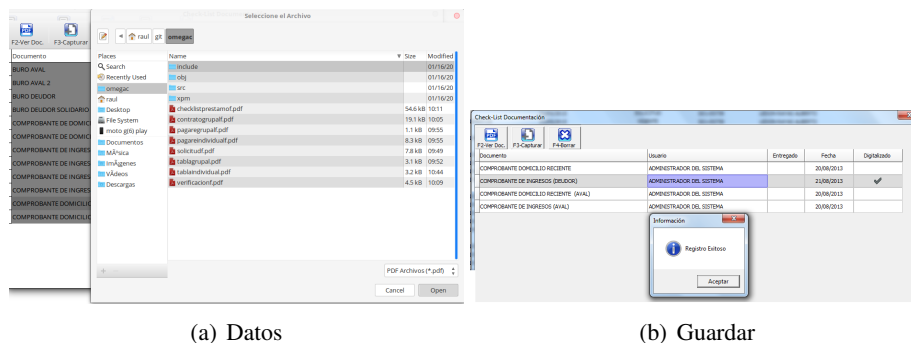 Seleccione el Archivo
F2-Ver Doc. F3-Capturar
raul git omegac
Documento
BURO AVAL
BURO AVAL 2
BURO DEUDOR
BURO DEUDOR SOLIDARIO
COMPROBANTE DE DOMIC
COMPROBANTE DE DOMIC
COMPROBANTE DE INGRES
COMPROBANTE DE INGRES
COMPROBANTE DE INGRES
COMPROBANTE DE INGRES
COMPROBANTE DOMICILIO
COMPROBANTE DOMICILIO
Places
Search
Recently Used
omegac
raul
Desktop
File System
moto g(6) play
Documentos
MÃºsica
ImÃ¡genes
VÃ­deos
Descargas
Name Size Modified
include 01/16/20
obj 01/16/20
src 01/16/20
xpm 01/16/20
checklistprestamof.pdf 54.6 kB 10:11
contratogrupalf.pdf 19.1 kB 10:05
pagaregrupalf.pdf 1.1 kB 09:55
pagareindividualf.pdf 8.3 kB 09:55
solicitudf.pdf 7.8 kB 09:49
tablagrupal.pdf 3.1 kB 09:52
tablaindividual.pdf 3.2 kB 10:44
verificacionf.pdf 4.5 kB 10:09
PDF Archivos (*.pdf)
Cancel Open
Check-List Documentación
F2-Ver Doc. F3-Capturar F4-Borrar
Documento Usuario Entregado Fecha Digitalizado
COMPROBANTE DOMICILIO RECIENTE ADMINISTRADOR DEL SISTEMA 20/08/2013
COMPROBANTE DE INGRESOS (DEUDOR) ADMINISTRADOR DEL SISTEMA 21/08/2013
COMPROBANTE DOMICILIO RECIENTE (AVAL) ADMINISTRADOR DEL SISTEMA 20/08/2013
COMPROBANTE DE INGRESOS (AVAL) ADMINISTRADOR DEL SISTEMA 20/08/2013
Información
Registro Exitoso
Aceptar
(a) Datos
(b) Guardar